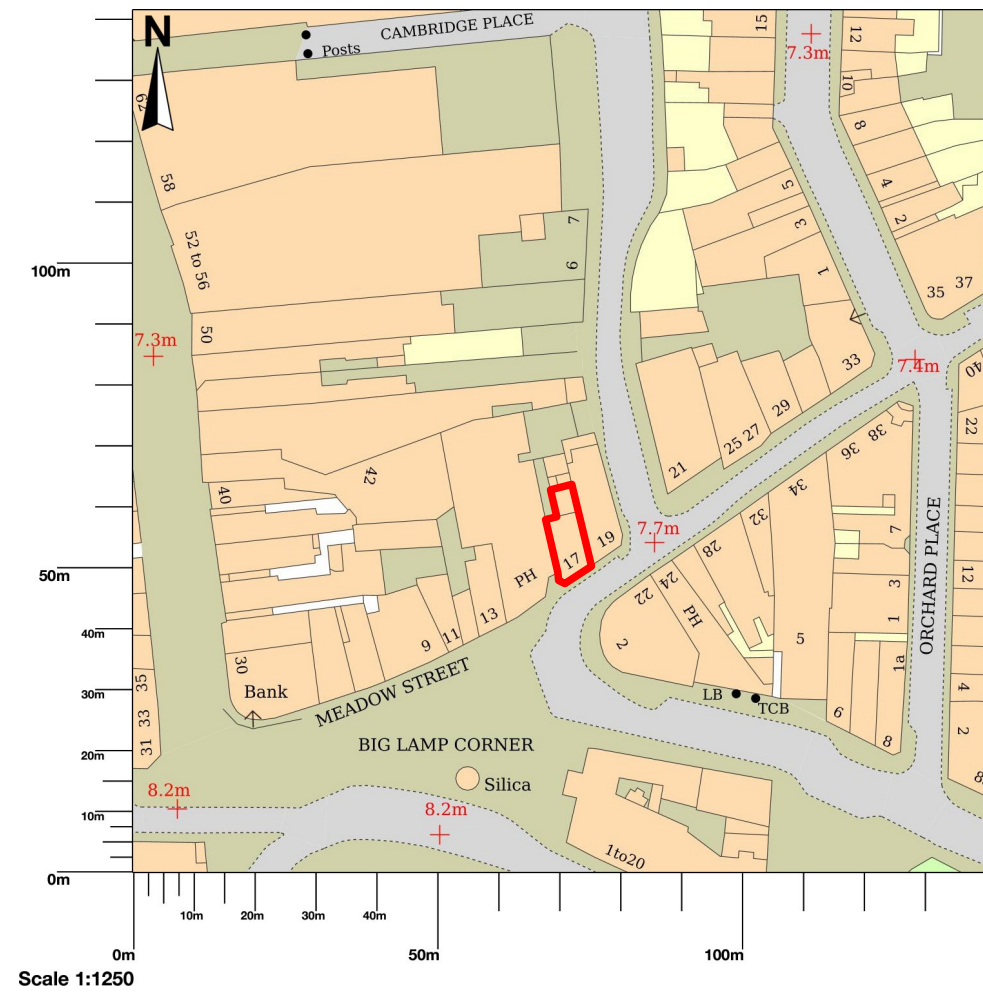 N
CAMBRIDGE PLACE
Posts
15
7.3m
12
10
8
4
2
62
58
52 to 56
50
7
9
5
3
1
35
37
100m
7.3m
33
7.4m
40
22
42
40
21
25
27
29
38
36
34
32
28
24
22
PH
7.7m
19
17
PH
13
11
9
50m
7
3
1
1a
ORCHARD PLACE
12
4
2
8
40m
30
Bank
MEADOW STREET
2
5
6
8
35
33
31
30m
LB
TCB
BIG LAMP CORNER
20m
Silica
8.2m
8.2m
10m
1to20
0m
10m
20m
30m
40m
0m
50m
100m
Scale 1:1250